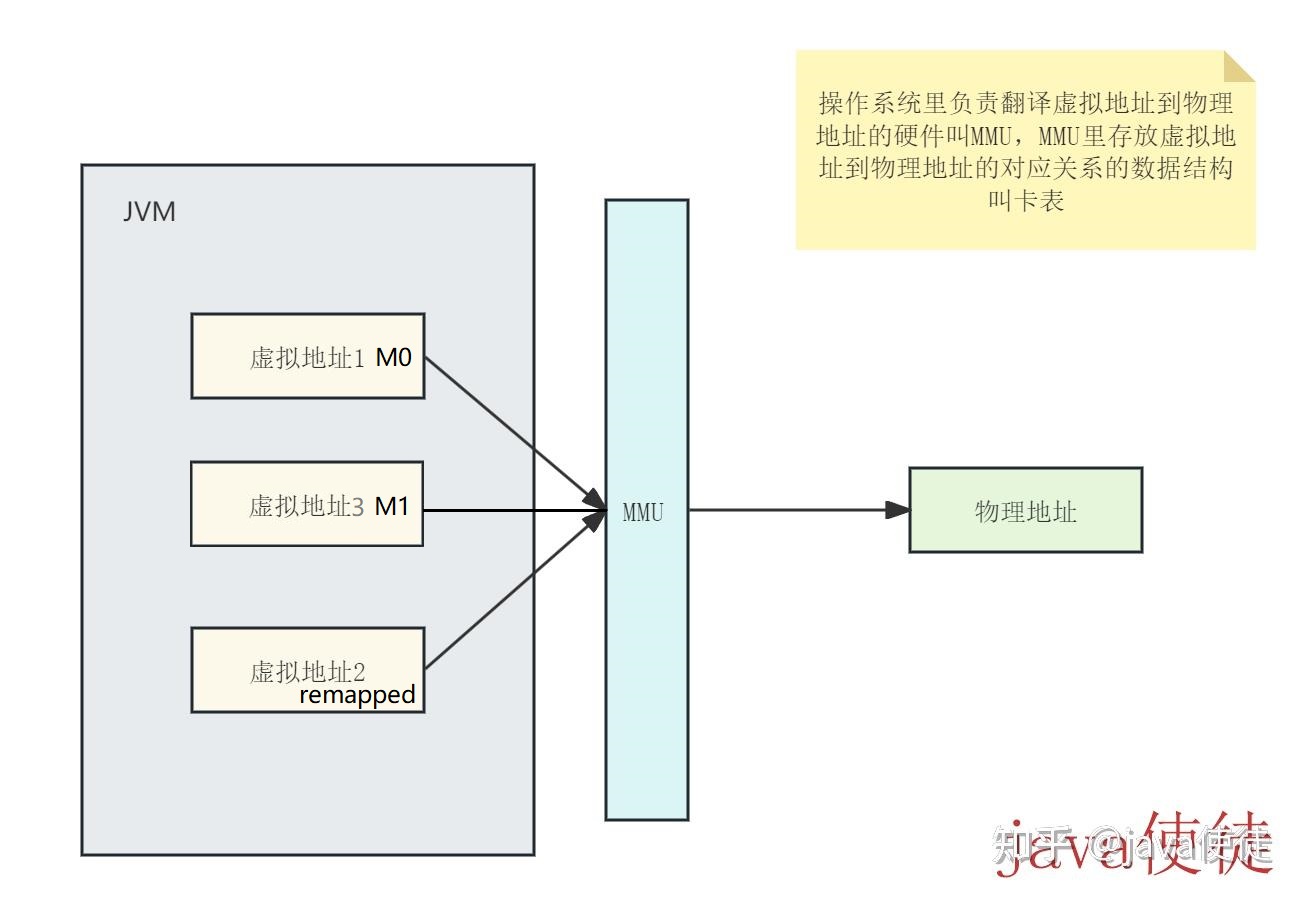 操作系统里负责翻译虚拟地址到物理
地址的硬件叫MMU，MMU里存放虚拟地
址到物理地址的对应关系的数据结构
叫卡表
JVM
虚拟地址1 M0
虚拟地址3 M1
虚拟地址2
remapped
MMU
物理地址
java使徒
知乎 @java使徒